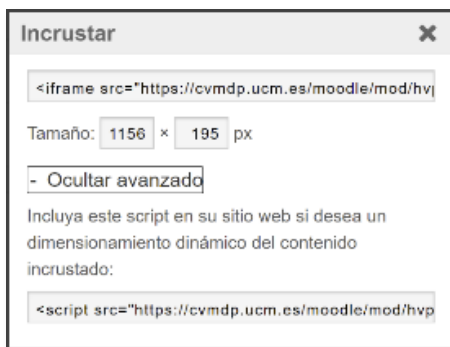 Incrustar
<iframe src="https://cvmdp.ucm.es/moodle/mod/hvp
Tamaño: 1156 × 195 px
- Ocultar avanzado
Incluya este script en su sitio web si desea un
dimensionamiento dinámico del contenido
incrustado:
<script src="https://cvmdp.ucm.es/moodle/mod/hvp